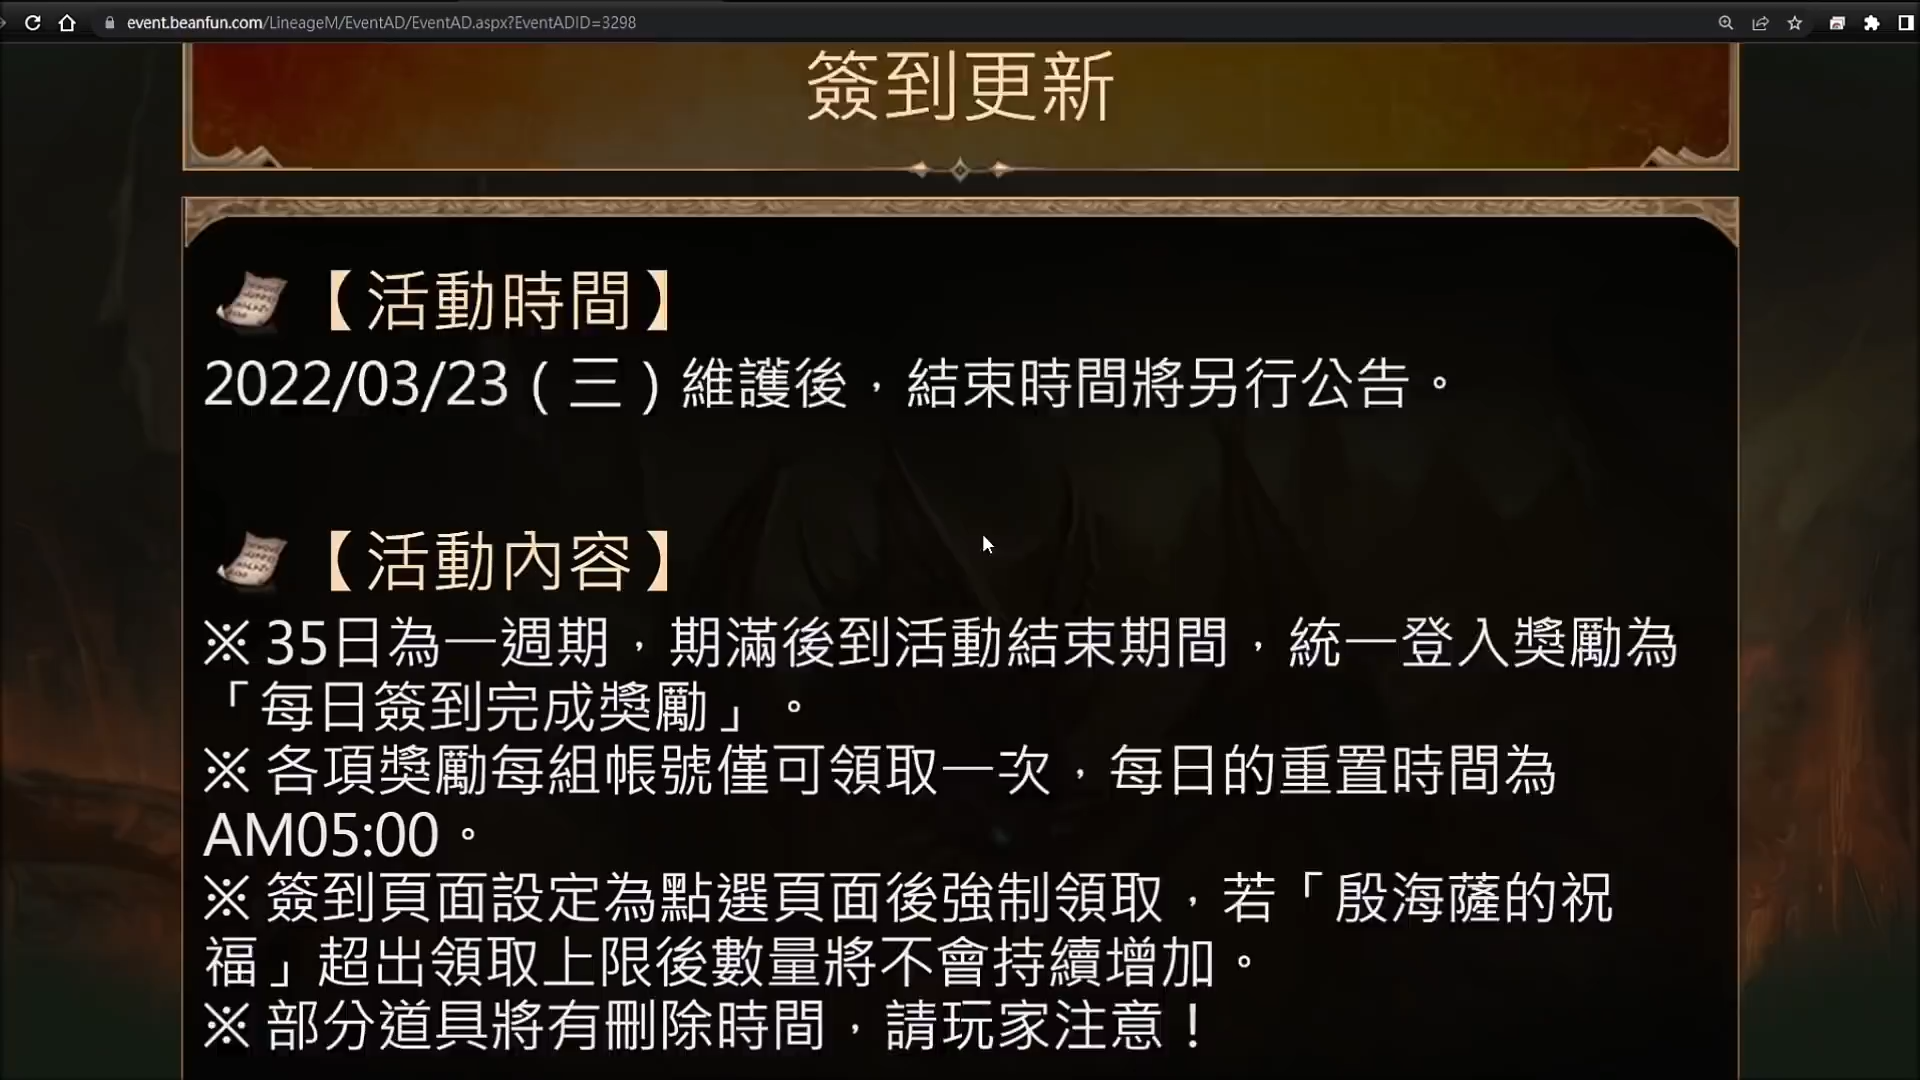 event.beanfun.com/LineageM/EventAD/EventAD.aspx?EventADID=3298
簽到更新
【活動時間】
2022/03/23（三）維護後，結束時間將另行公告。
【活動內容】
※ 35日為一週期，期滿後到活動結束期間，統一登入獎勵為
「每日簽到完成獎勵」。
※ 各項獎勵每組帳號僅可領取一次，每日的重置時間為
AM05:00。
※ 簽到頁面設定為點選頁面後強制領取，若「殷海薩的祝
福」超出領取上限後數量將不會持續增加。
※ 部分道具將有刪除時間，請玩家注意！